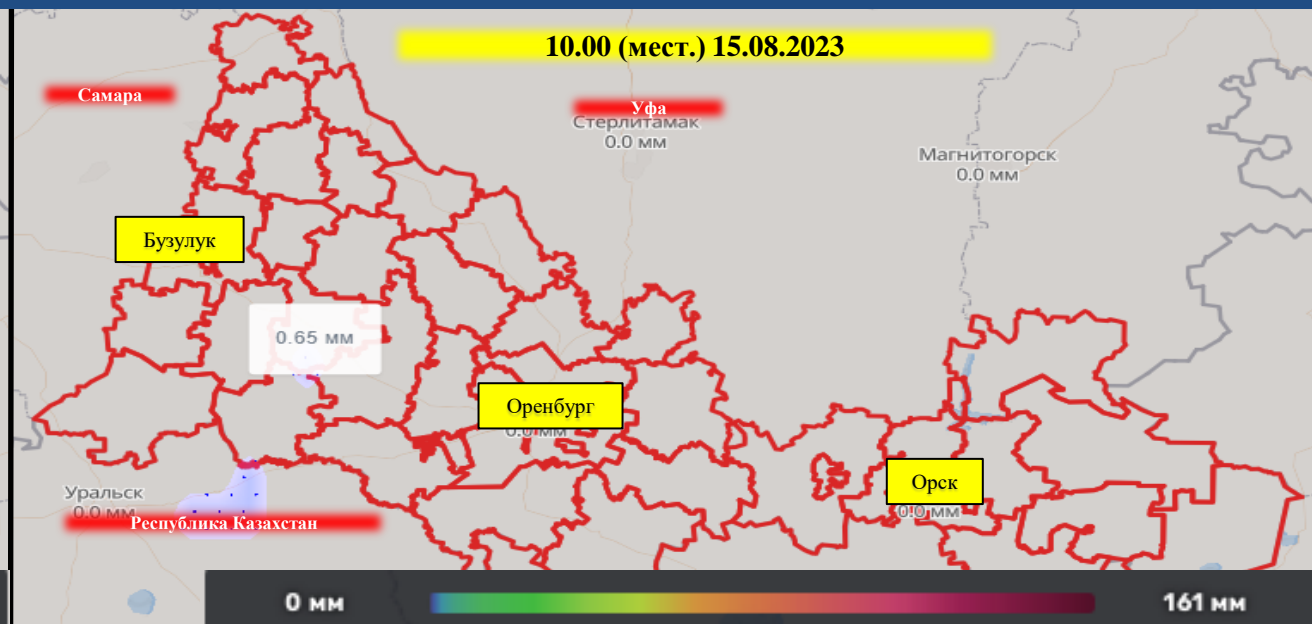 10.00 (мест.) 15.08.2023
Самара
Уфа
Стерлитамак
0.0 мм
Магнитогорск
0.0 мм
Бузулук
0.65 мм
Оренбург
0.0 мм
Орск
0.0 мм
Уральск
0.0 мм
Республика Казахстан
0 мм
161 мм